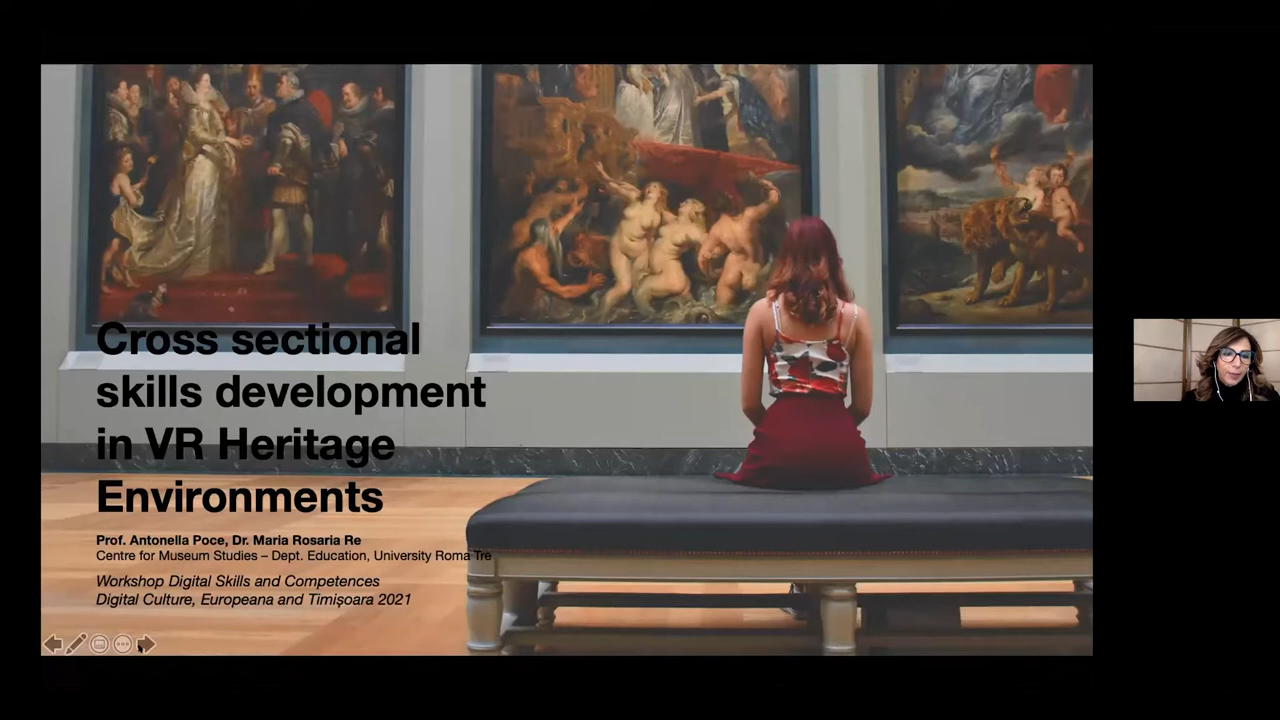 Cross sectional
skills development
in VR Heritage
Environments
Prof. Antonella Poce, Dr. Maria Rosaria Re
Centre for Museum Studies – Dept. Education, University Roma Tre
Workshop Digital Skills and Competences
Digital Culture, Europeana and Timișoara 2021